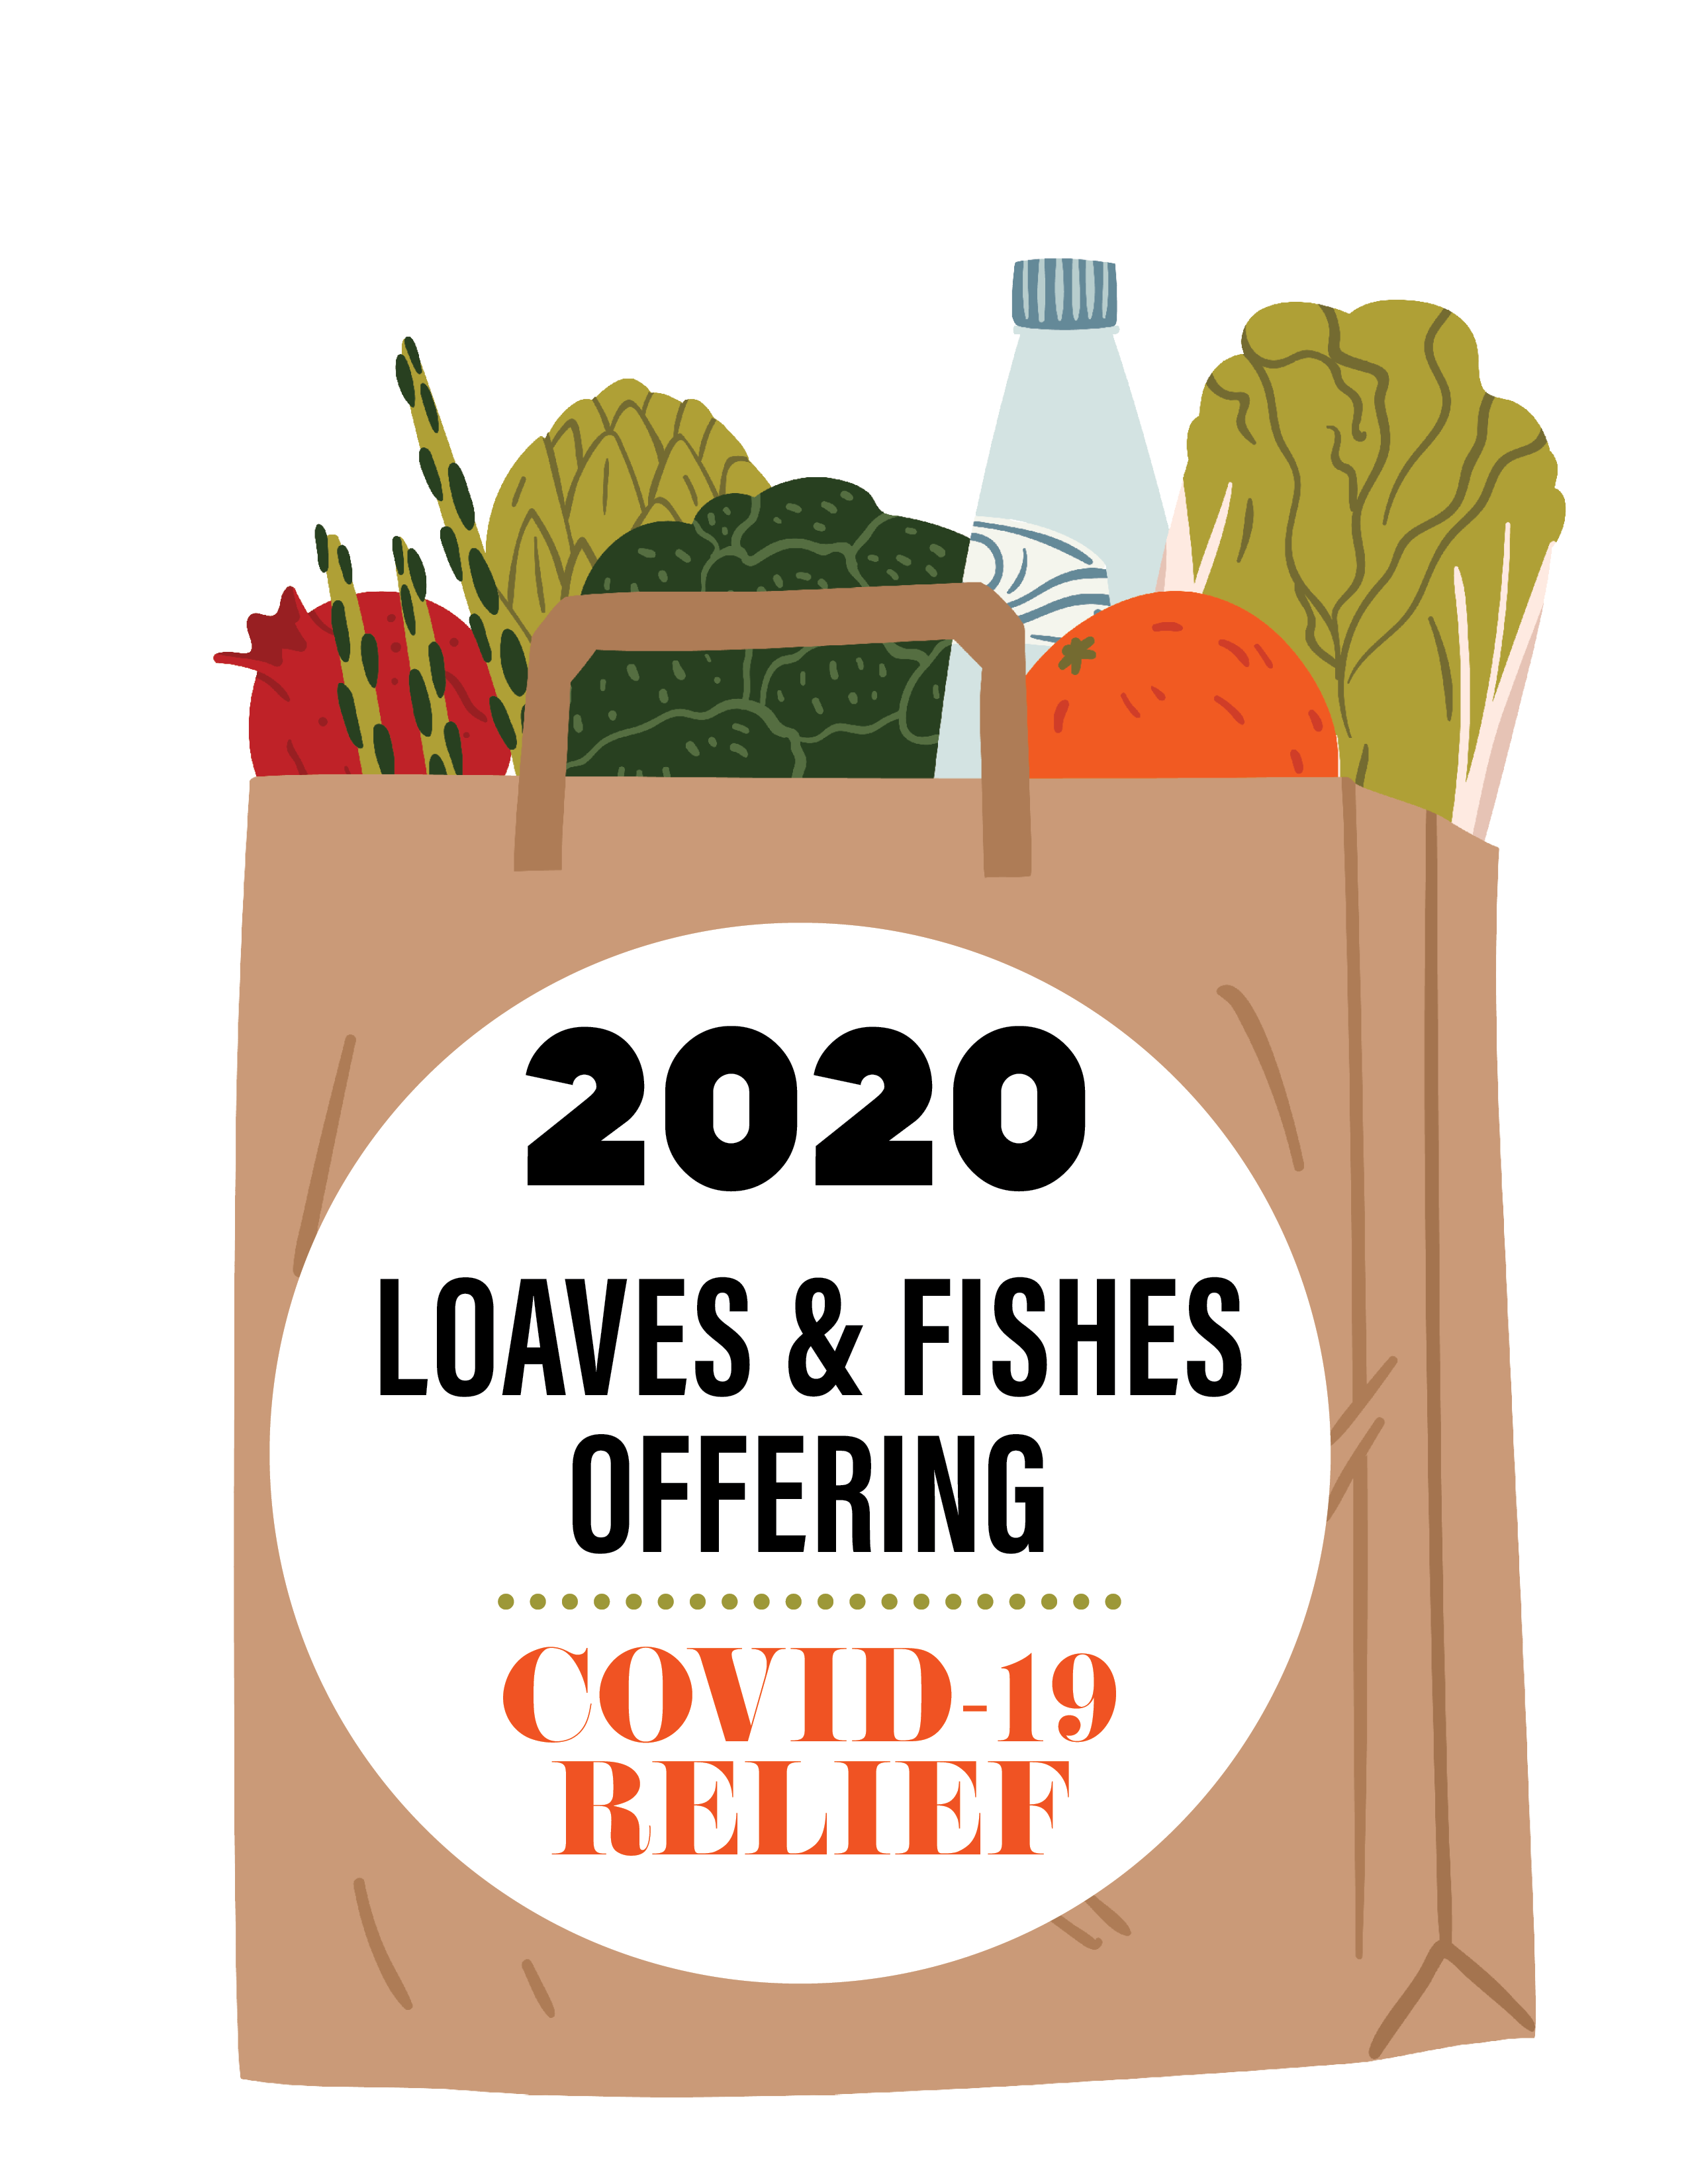 2020
LOAVES & FISHES
OFFERING
COVID-19
RELIEF